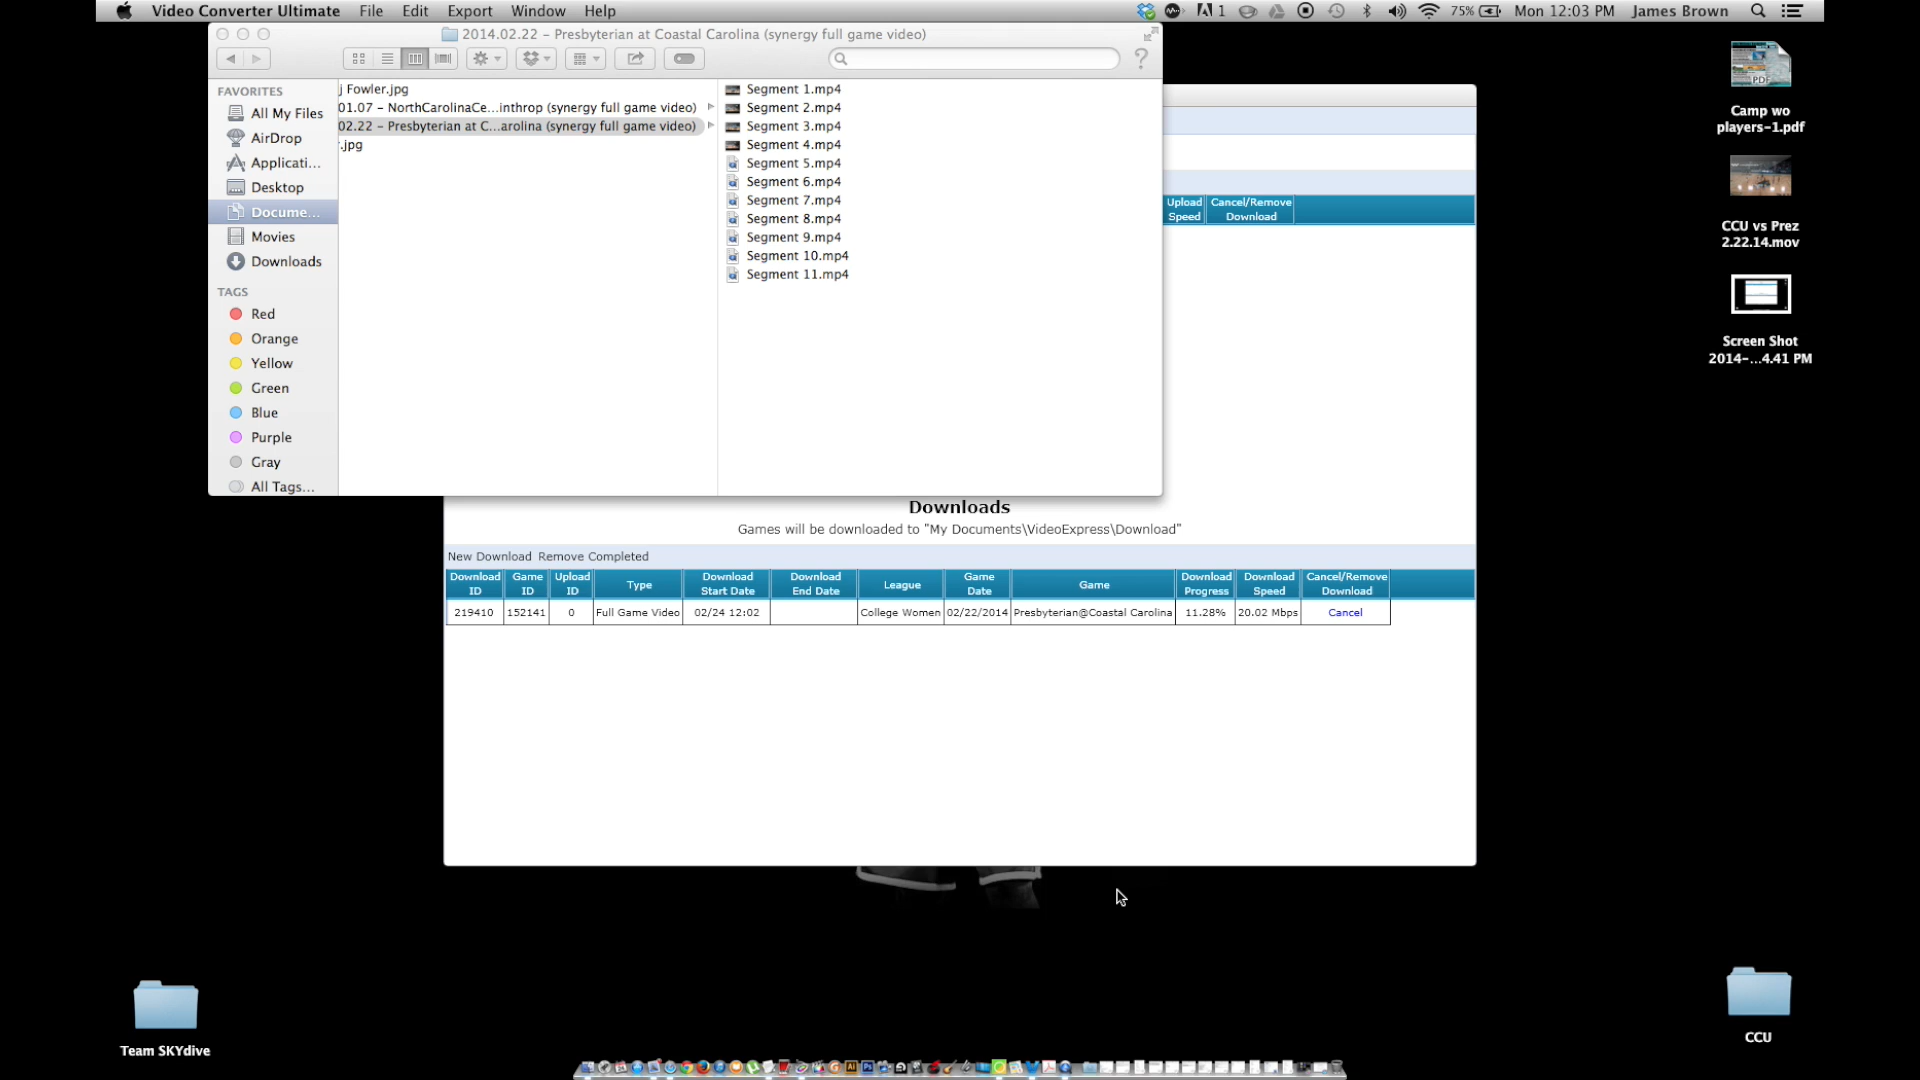 Video Converter Ultimate File Edit Export Window Help 1 75% Mon 12:03 PM James Brown
2014.02.22 – Presbyterian at Coastal Carolina (synergy full game video)
?
FAVORITES
All My Files
AirDrop
Applicati...
Desktop
Docume...
Movies
Downloads
TAGS
Red
Orange
Yellow
Green
Blue
Purple
Gray
All Tags...
j Fowler.jpg
01.07 – NorthCarolinaCe...inthrop (synergy full game video)
02.22 – Presbyterian at C...arolina (synergy full game video)
r.jpg
Segment 1.mp4
Segment 2.mp4
Segment 3.mp4
Segment 4.mp4
Segment 5.mp4
Segment 6.mp4
Segment 7.mp4
Segment 8.mp4
Segment 9.mp4
Segment 10.mp4
Segment 11.mp4
Upload Speed Cancel/Remove Download
Downloads
Games will be downloaded to "My Documents\VideoExpress\Download"
New Download Remove Completed
Download ID Game ID Upload ID Type Download Start Date Download End Date League Game Date Game Download Progress Download Speed Cancel/Remove Download
219410 152141 0 Full Game Video 02/24 12:02 College Women 02/22/2014 Presbyterian@Coastal Carolina 11.28% 20.02 Mbps Cancel
PDF
Camp wo
players-1.pdf
CCU vs Prez
2.22.14.mov
Screen Shot
2014-...4.41 PM
Team SKYdive
CCU